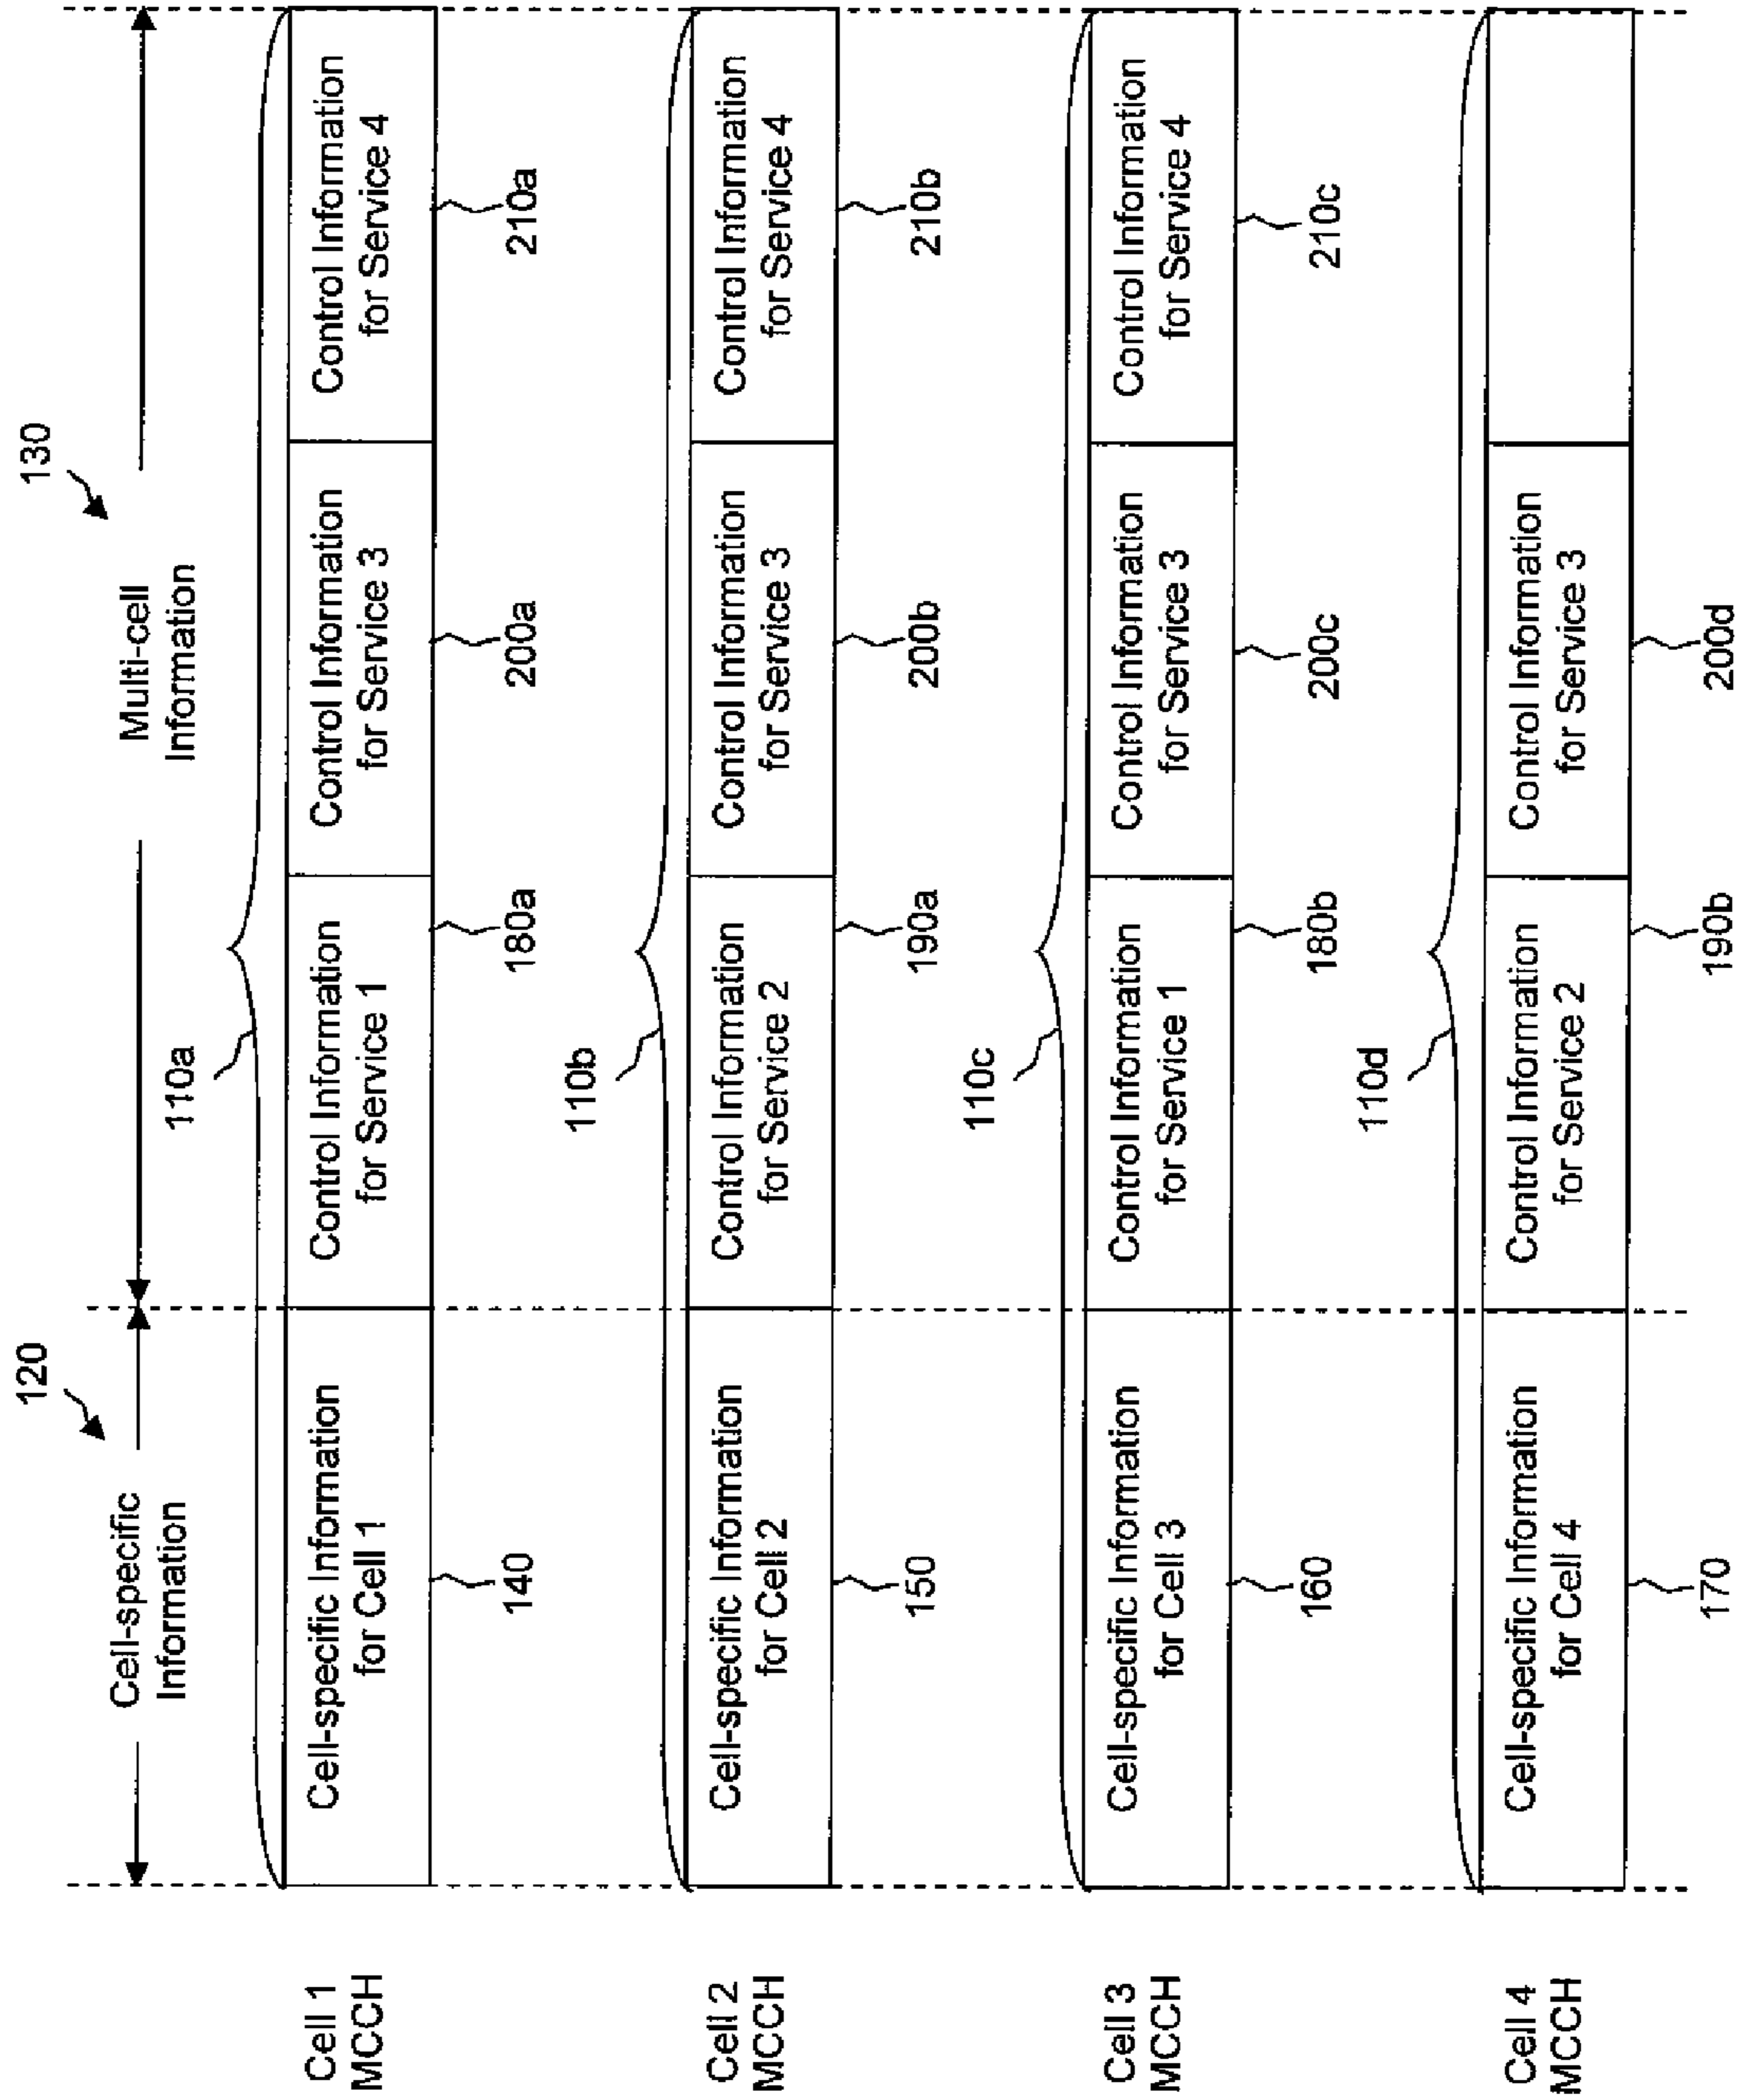 120
130
Cell-specific
Information
Multi-cell
Information
110a
Cell 1
MCCH
Cell-specific Information
for Cell 1
Control Information
for Service 1
Control Information
for Service 3
Control Information
for Service 4
140
180a
200a
210a
110b
Cell 2
MCCH
Cell-specific Information
for Cell 2
Control Information
for Service 2
Control Information
for Service 3
Control Information
for Service 4
150
190a
200b
210b
110c
Cell 3
MCCH
Cell-specific Information
for Cell 3
Control Information
for Service 1
Control Information
for Service 3
Control Information
for Service 4
160
180b
200c
210c
110d
Cell 4
MCCH
Cell-specific Information
for Cell 4
Control Information
for Service 2
Control Information
for Service 3
170
190b
200d